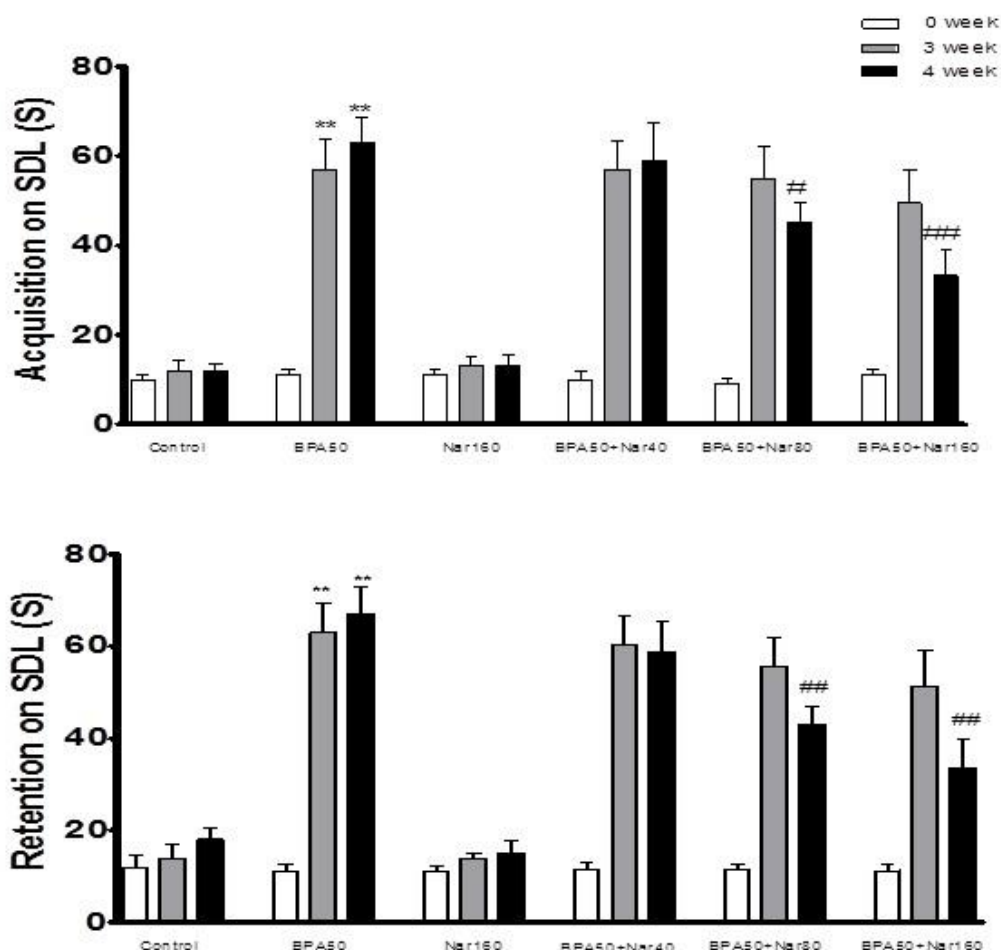 0 week
3 week
4 week
Acquisition on SDL (S)
80
60
40
20
0
** **
##
###
Control BPA50 Nar160 BPA50+Nar40 BPA50+Nar80 BPA50+Nar160
Retention on SDL (S)
80
60
40
20
0
** **
##
##
Control BPA50 Nar160 BPA50+Nar40 BPA50+Nar80 BPA50+Nar160